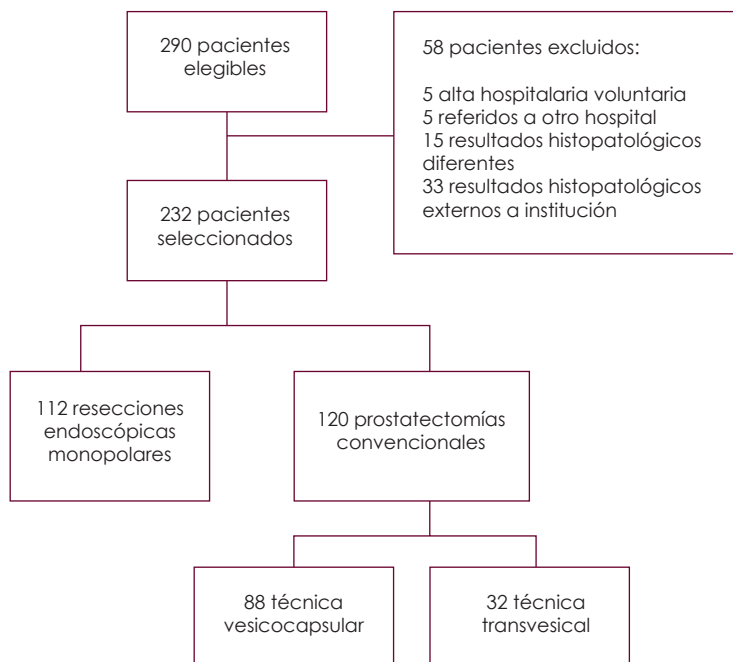 290 pacientes
elegibles
58 pacientes excluidos:
5 alta hospitalaria voluntaria
5 referidos a otro hospital
15 resultados histopatológicos
diferentes
33 resultados histopatológicos
externos a institución
232 pacientes
seleccionados
112 resecciones
endoscópicas
monopolares
120 prostatectomías
convencionales
88 técnica
vesicocapsular
32 técnica
transvesical